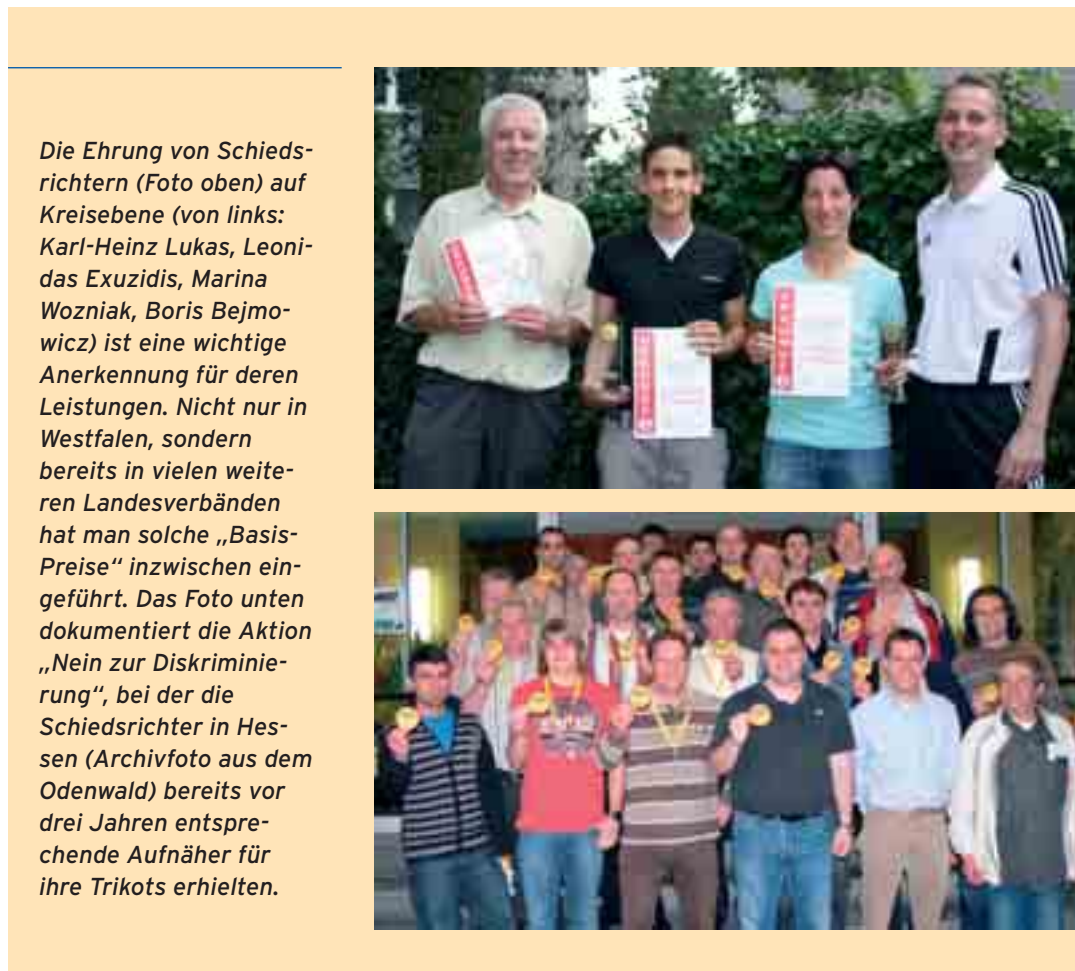 Die Ehrung von Schieds-
richtern (Foto oben) auf
Kreisebene (von links:
Karl-Heinz Lukas, Leoni-
das Exuzidis, Marina
Wozniak, Boris Bejmo-
wicz) ist eine wichtige
Anerkennung für deren
Leistungen. Nicht nur in
Westfalen, sondern
bereits in vielen weite-
ren Landesverbänden
hat man solche „Basis-
Preise“ inzwischen ein-
geführt. Das Foto unten
dokumentiert die Aktion
„Nein zur Diskriminie-
rung“, bei der die
Schiedsrichter in Hes-
sen (Archivfoto aus dem
Odenwald) bereits vor
drei Jahren entspre-
chende Aufnäher für
ihre Trikots erhielten.